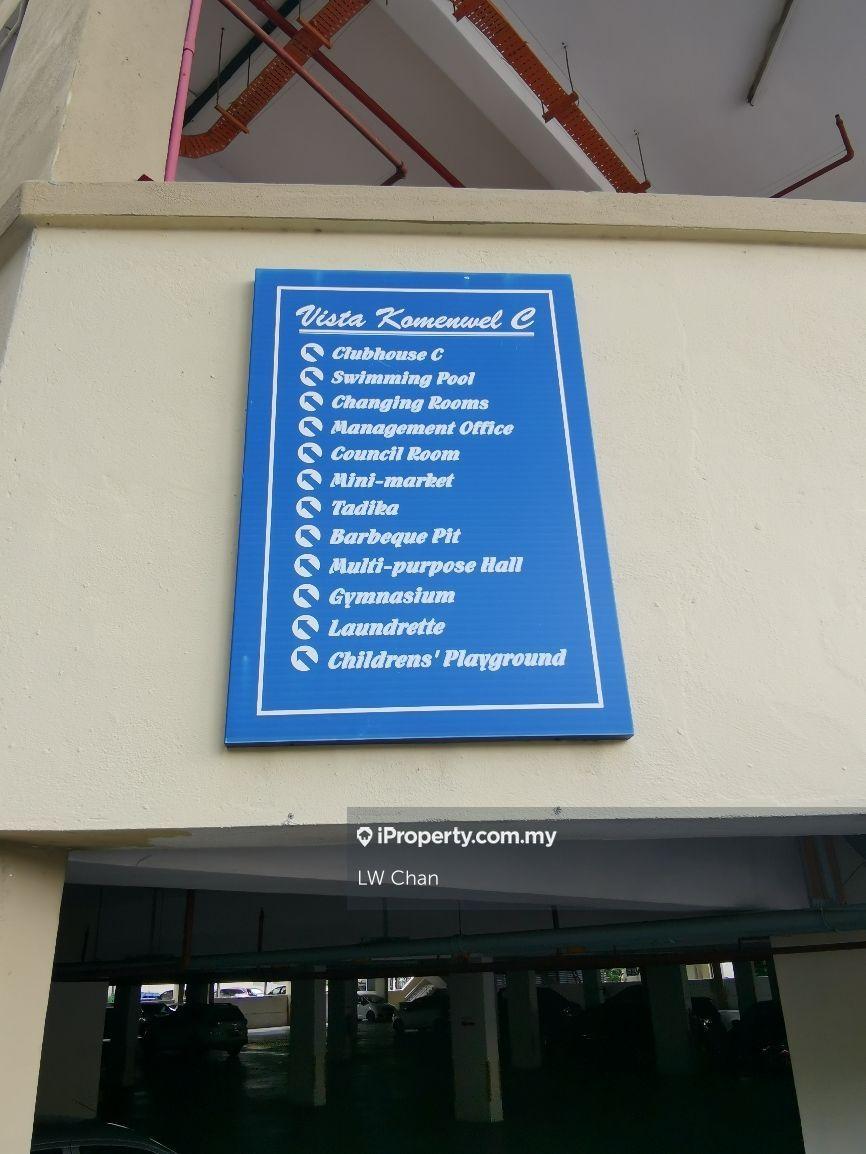 Vista Komenwel C
Clubhouse C
Swimming Pool
Changing Rooms
Management Office
Council Room
Mini-market
Tadika
Barbeque Pit
Multi-purpose Hall
Gymnasium
Laundrette
Childrens' Playground
iProperty.com.my
LW Chan